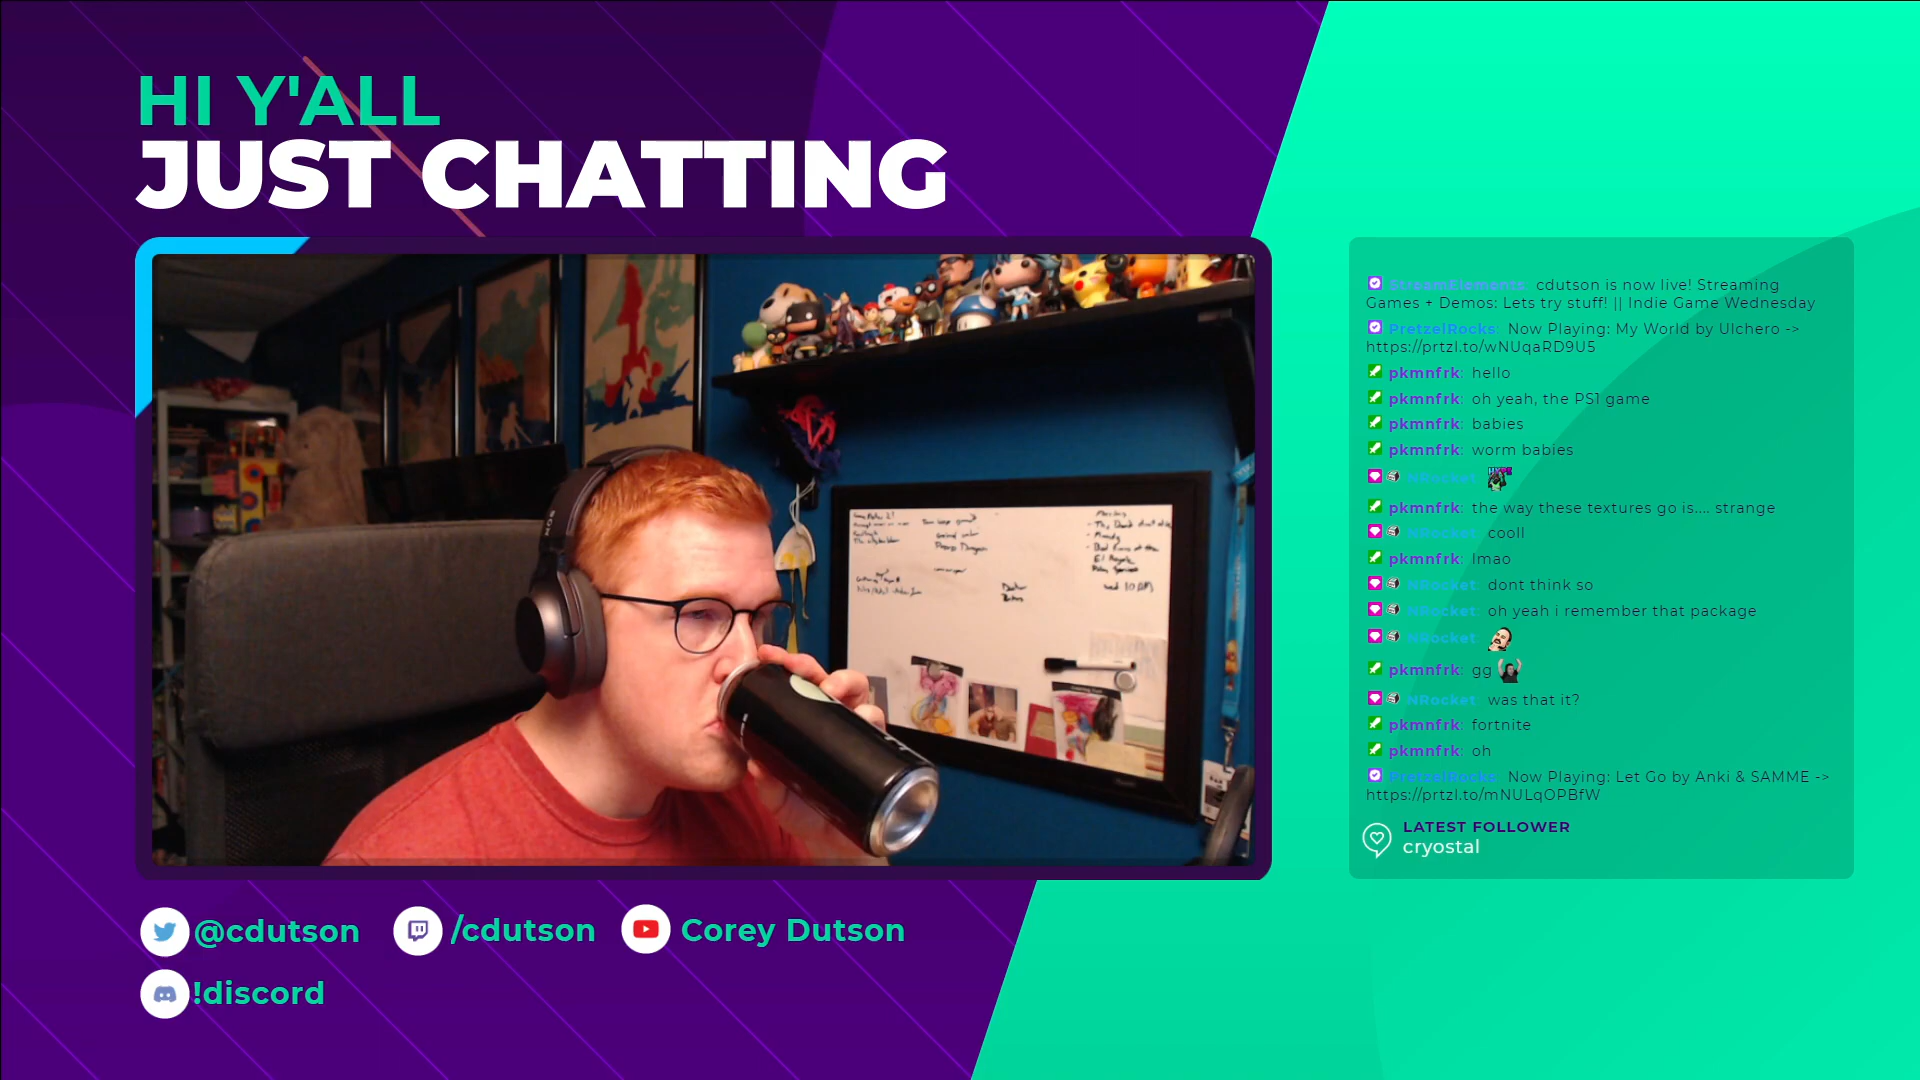 HI Y'ALL
JUST CHATTING
StreamElements: cdutson is now live! Streaming
Games + Demos: Lets try stuff! || Indie Game Wednesday
PretzelRocks: Now Playing: My World by Ulchero ->
https://prtzl.to/wNUqaRD9U5
pkmnfrk: hello
pkmnfrk: oh yeah, the PS1 game
pkmnfrk: babies
pkmnfrk: worm babies
NRocket: HYPE
pkmnfrk: the way these textures go is.... strange
NRocket: cooll
pkmnfrk: lmao
NRocket: dont think so
NRocket: oh yeah i remember that package
NRocket:
pkmnfrk: gg
NRocket: was that it?
pkmnfrk: fortnite
pkmnfrk: oh
PretzelRocks: Now Playing: Let Go by Anki & SAMME ->
https://prtzl.to/mNULqOPBfW
LATEST FOLLOWER
cryostal
SONY
@cdutson
/cdutson
Corey Dutson
!discord